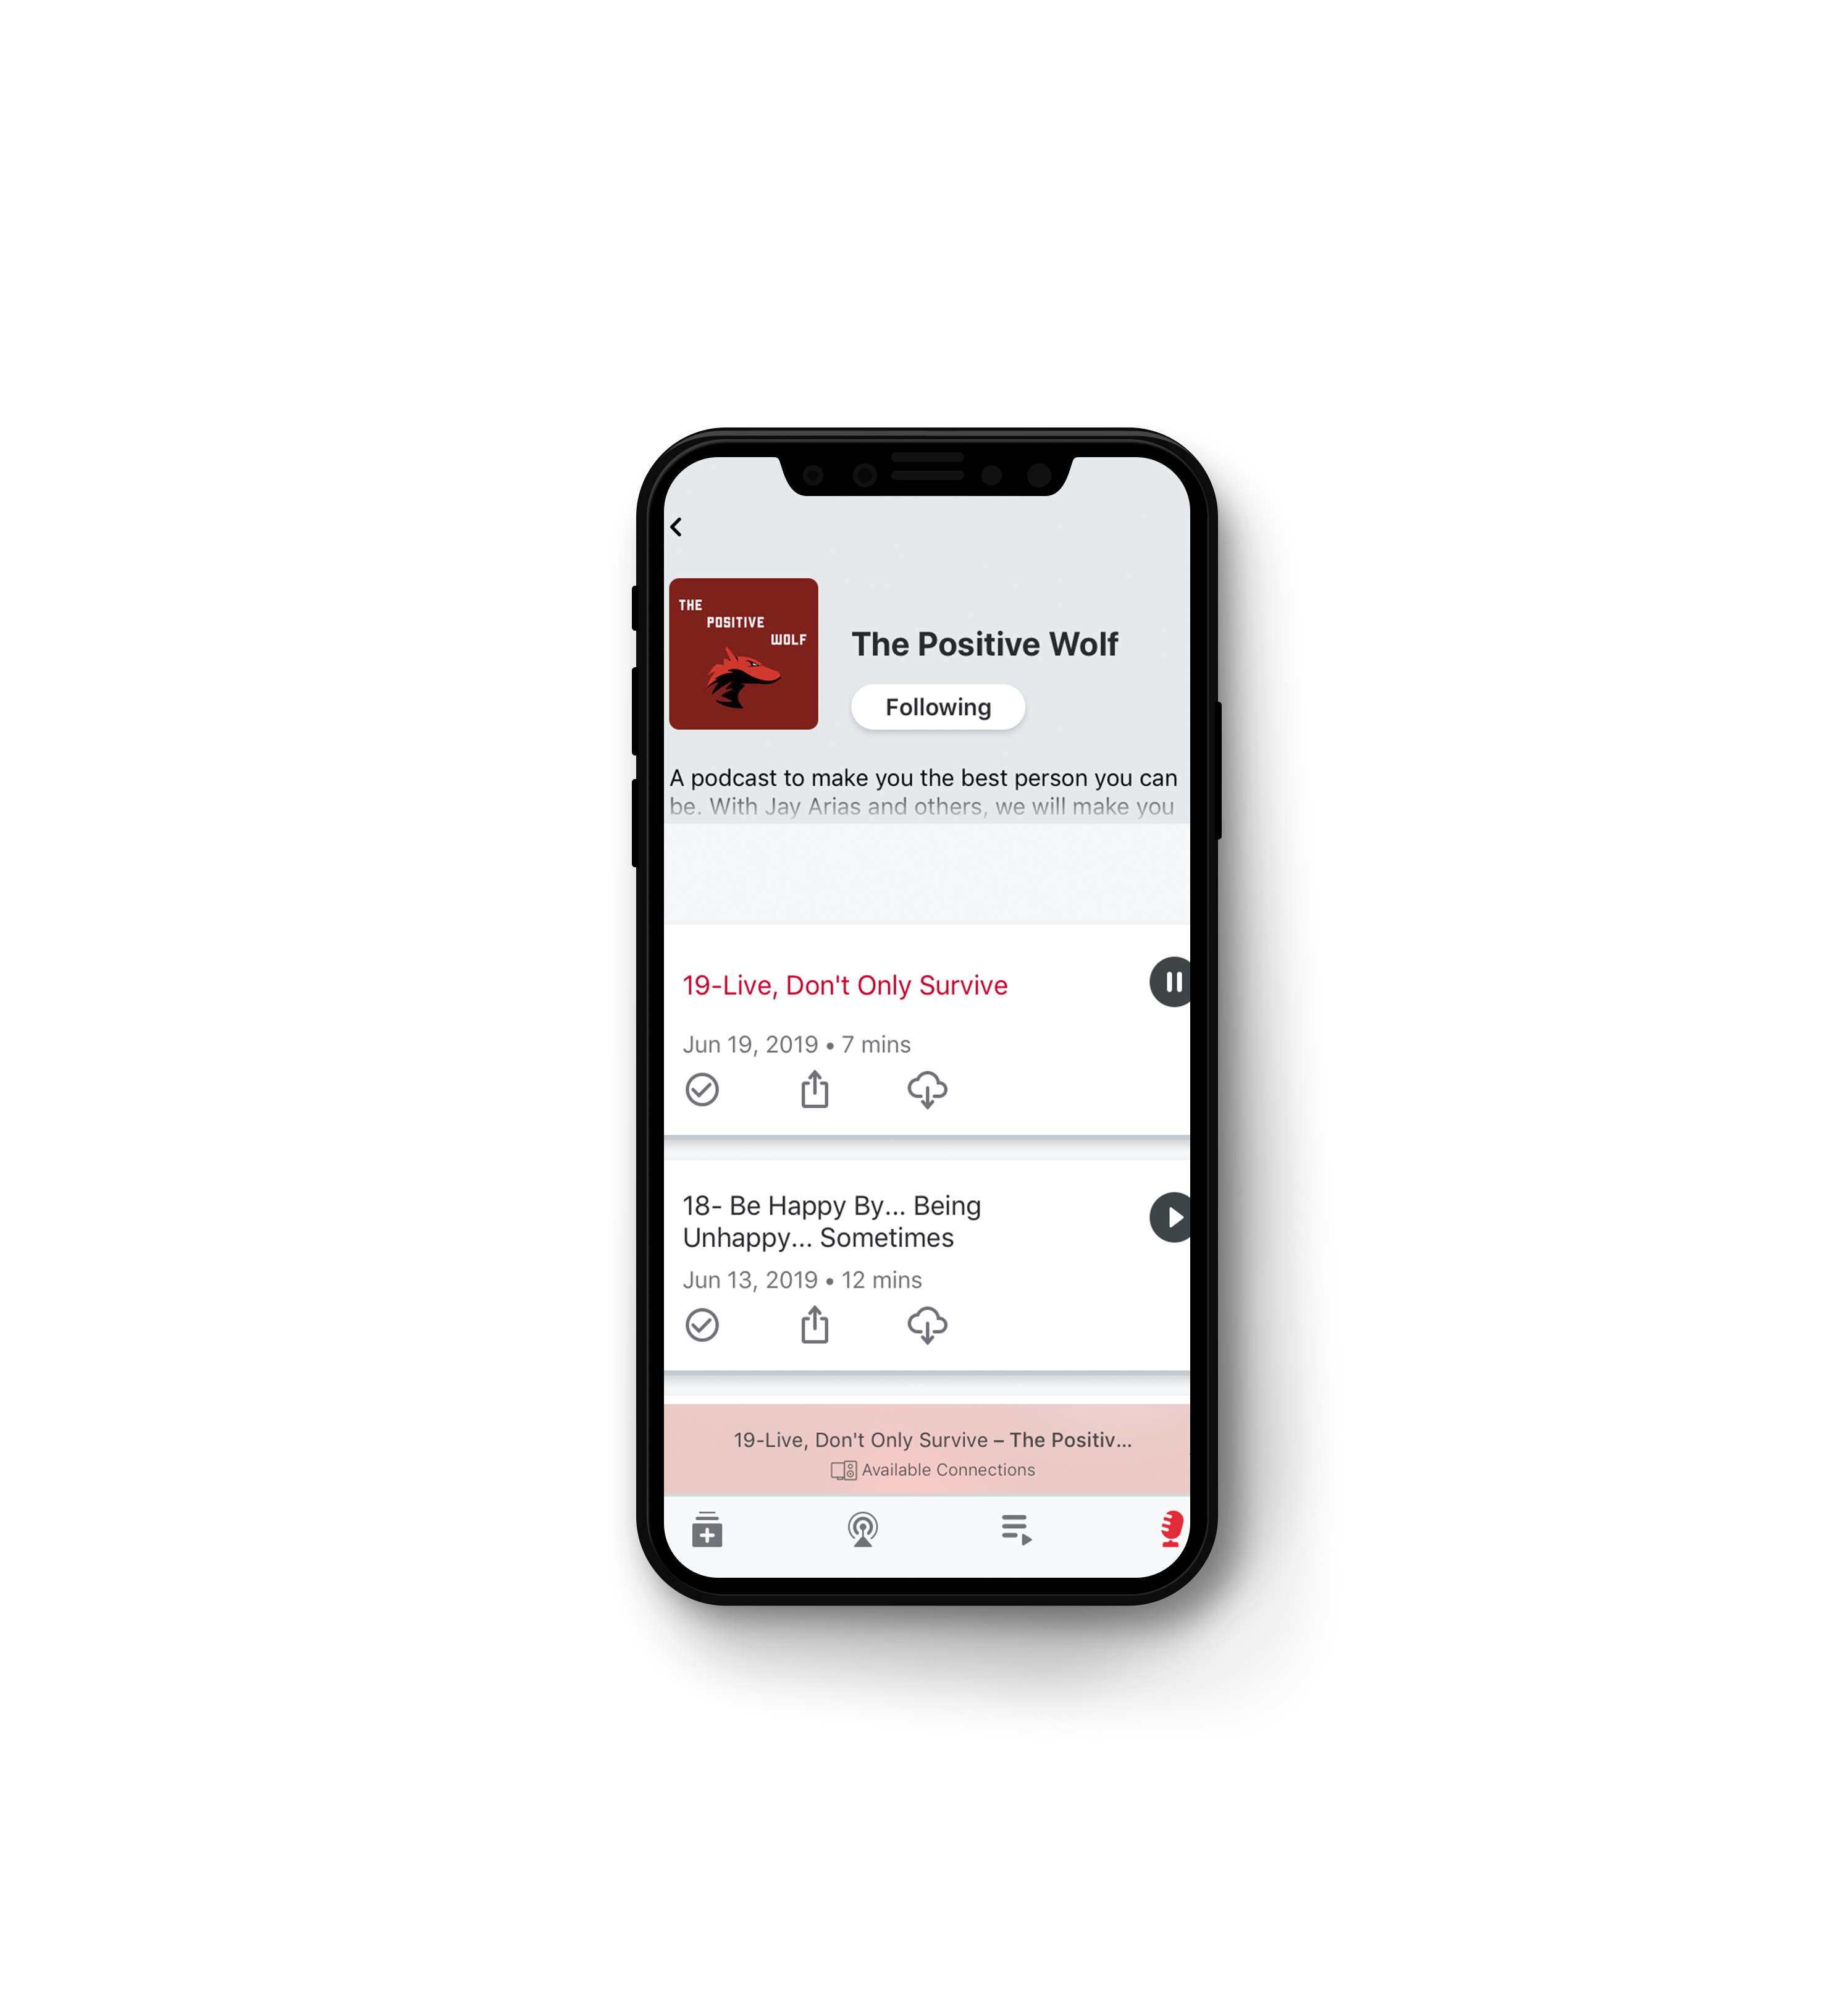 THE
POSITIVE
WOLF
The Positive Wolf
Following
A podcast to make you the best person you can
be. With Jay Arias and others, we will make you
19-Live, Don't Only Survive
Jun 19, 2019 • 7 mins
18- Be Happy By... Being
Unhappy... Sometimes
Jun 13, 2019 • 12 mins
19-Live, Don't Only Survive – The Positiv...
Available Connections